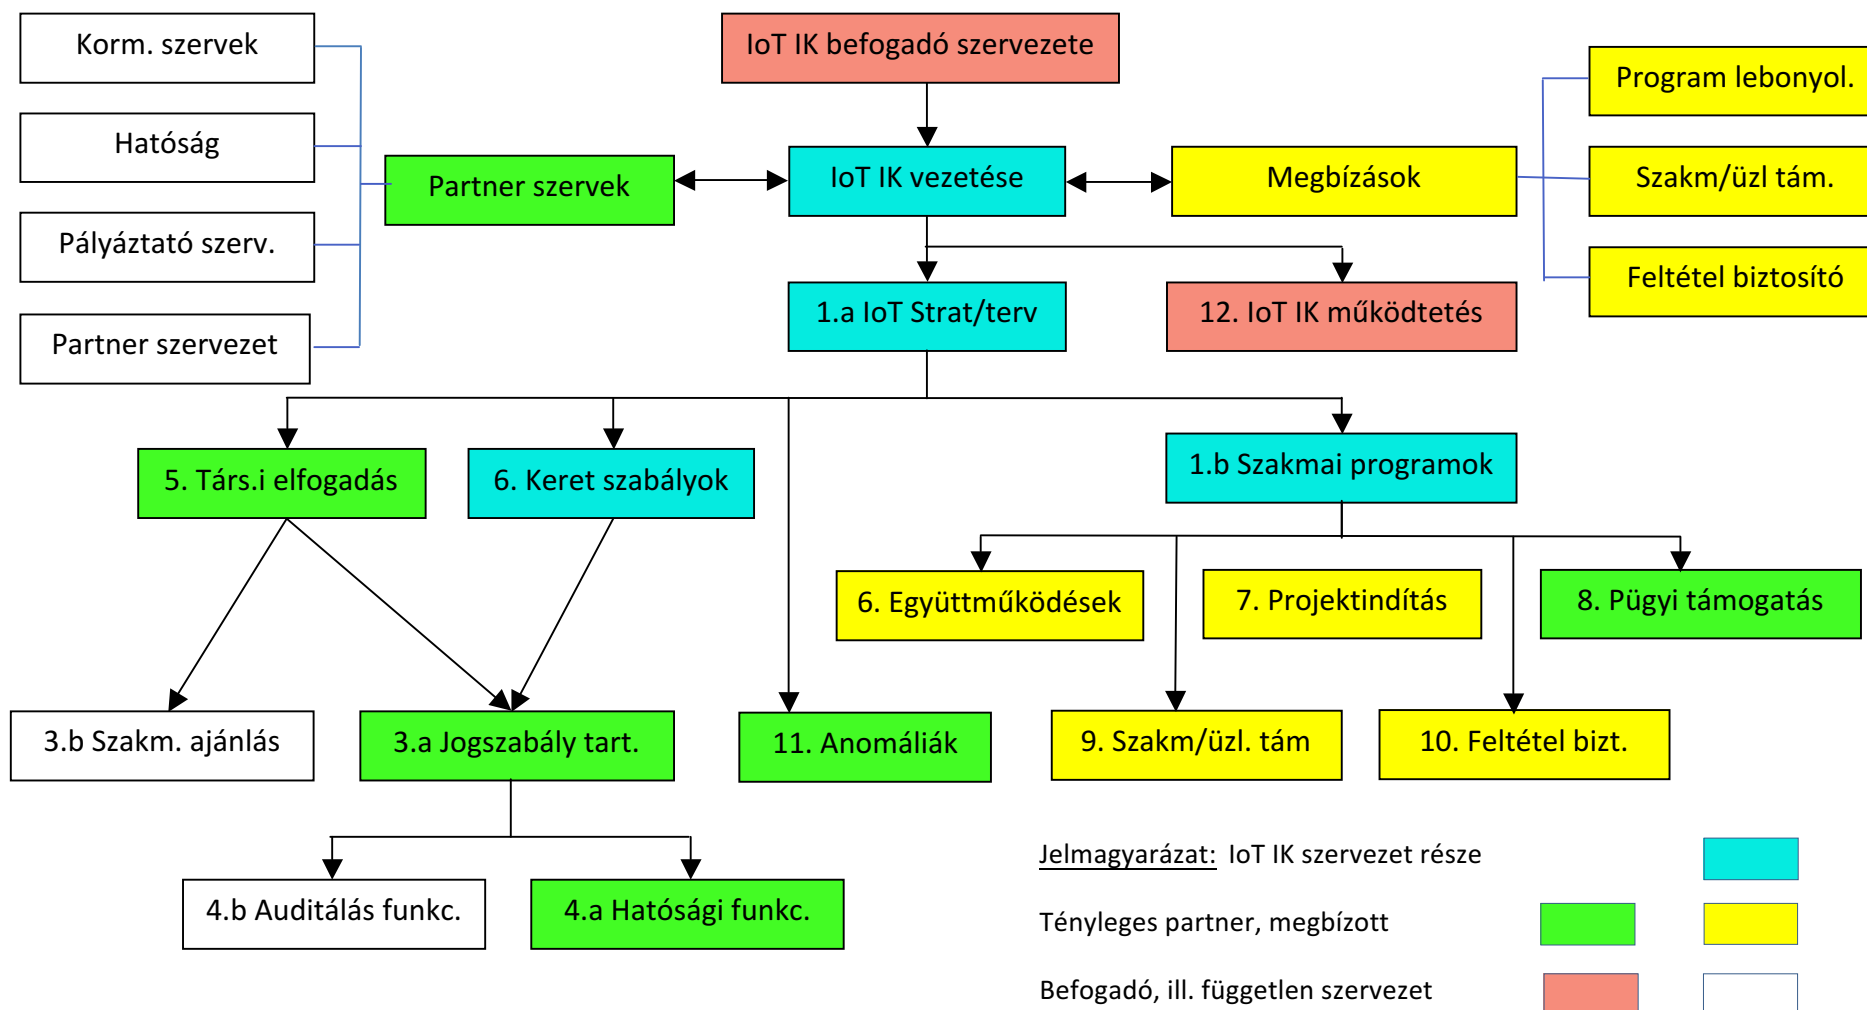 Korm. szervek
IoT IK befogadó szervezete
Program lebonyol.
Hatóság
Partner szervek
IoT IK vezetése
Megbízások
Szakm/üzl tám.
Pályáztató szerv.
Feltétel biztosító
1.a IoT Strat/terv
12. IoT IK működtetés
Partner szervezet
5. Társ.i elfogadás
6. Keret szabályok
1.b Szakmai programok
6. Együttműködések
7. Projektindítás
8. Pügyi támogatás
3.b Szakm. ajánlás
3.a Jogszabály tart.
11. Anomáliák
9. Szakm/üzl. tám
10. Feltétel bizt.
4.b Auditálás funkc.
4.a Hatósági funkc.
Jelmagyarázat: IoT IK szervezet része
Tényleges partner, megbízott
Befogadó, ill. független szervezet